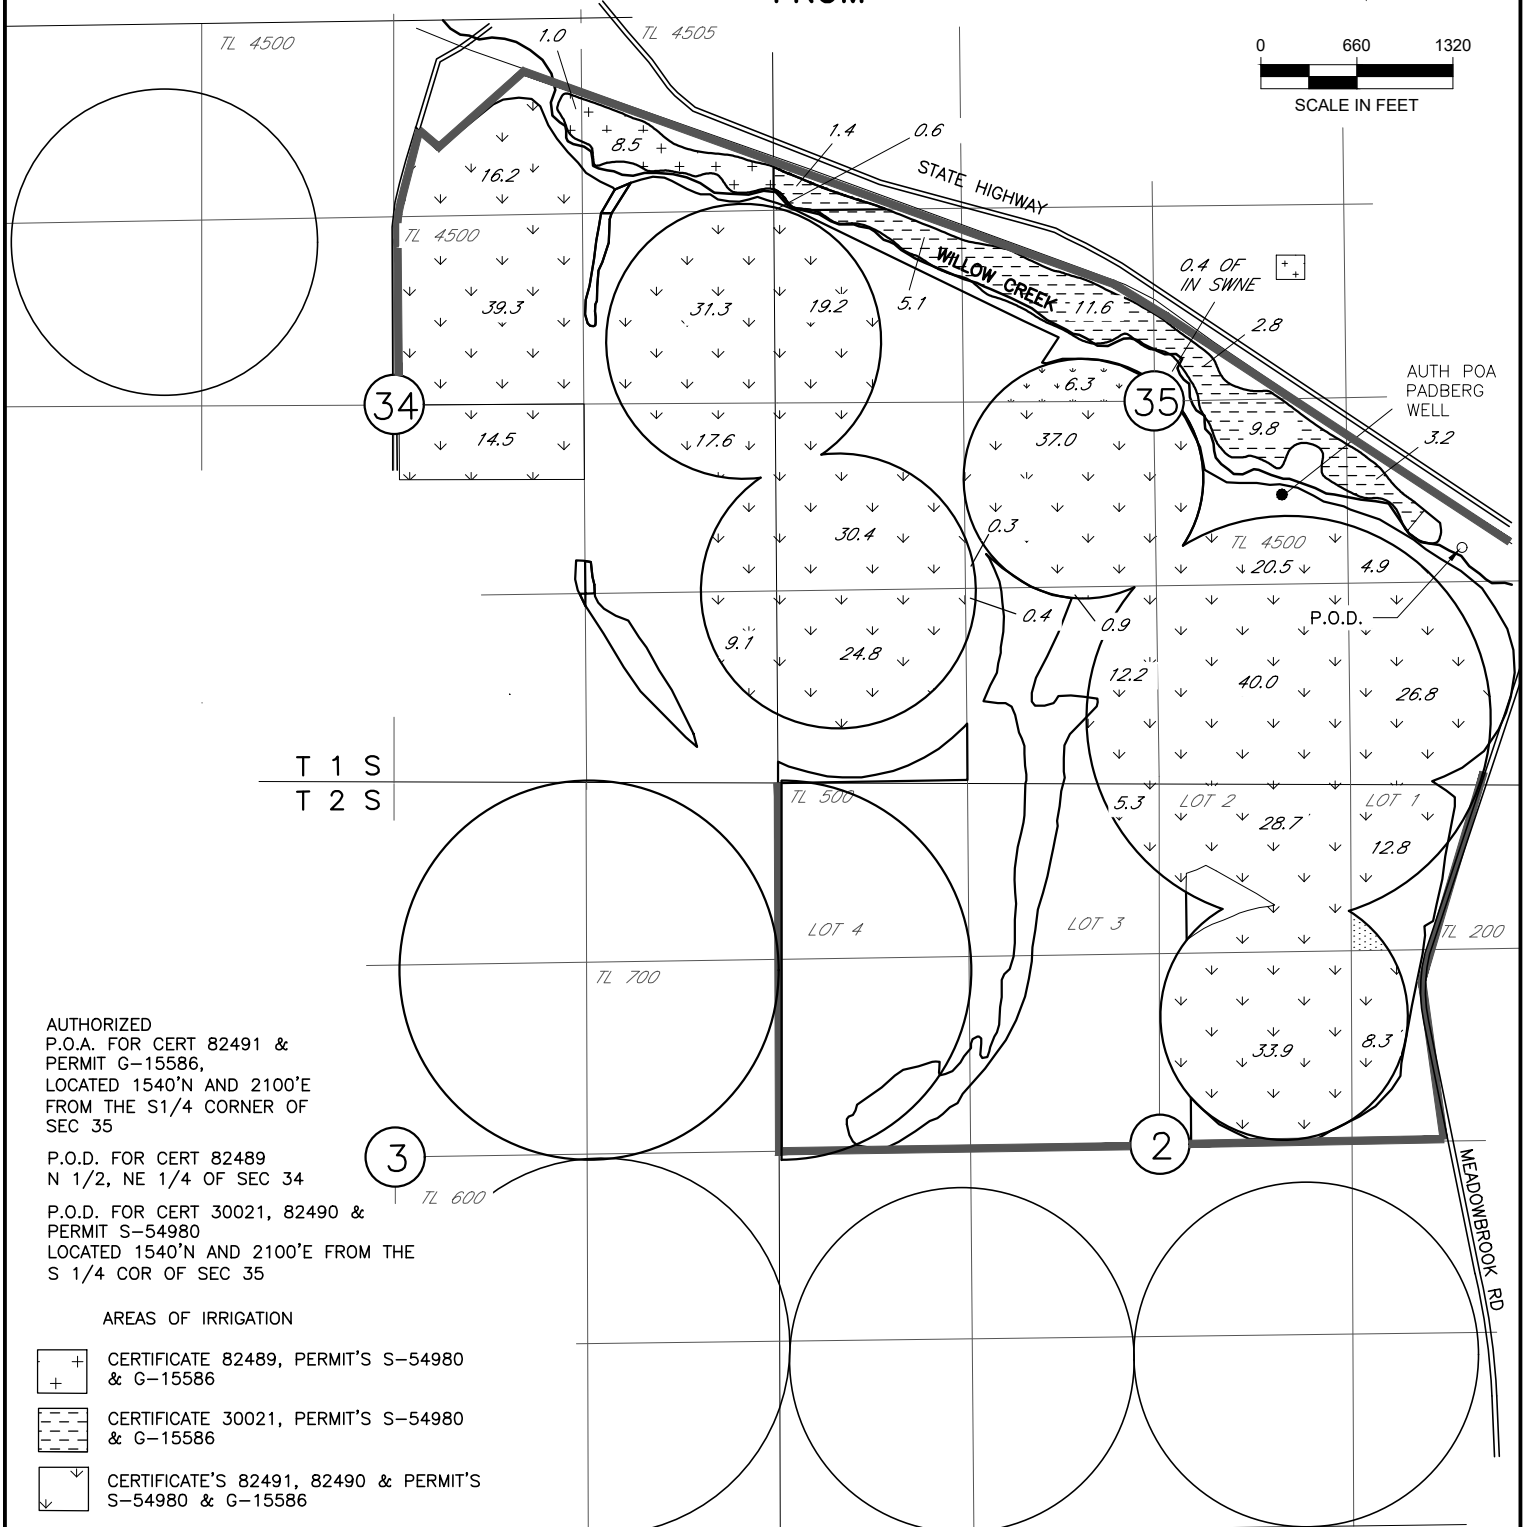 TL 4500
1.0
TL 4505
0 660 1320
SCALE IN FEET
8.5
1.4
0.6
16.2
STATE HIGHWAY
TL 4500
WILLOW CREEK
0.4 OF
IN SWNE
39.3
31.3
19.2
5.1
11.6
2.8
AUTH POA
PADBERG
WELL
34
6.3
35
14.5
17.6
37.0
9.8
3.2
30.4
0.3
TL 4500
20.5
4.9
P.O.D.
0.4
0.9
9.1
24.8
12.2
40.0
26.8
T 1 S
T 2 S
TL 500
5.3
LOT 2
LOT 1
28.7
12.8
LOT 4
LOT 3
TL 200
TL 700
33.9
8.3
AUTHORIZED
P.O.A. FOR CERT 82491 &
PERMIT G-15586,
LOCATED 1540'N AND 2100'E
FROM THE S1/4 CORNER OF
SEC 35
P.O.D. FOR CERT 82489
N 1/2, NE 1/4 OF SEC 34
3
2
TL 600
MEADOWBROOK RD
P.O.D. FOR CERT 30021, 82490 &
PERMIT S-54980
LOCATED 1540'N AND 2100'E FROM THE
S 1/4 COR OF SEC 35
AREAS OF IRRIGATION
CERTIFICATE 82489, PERMIT'S S-54980
& G-15586
CERTIFICATE 30021, PERMIT'S S-54980
& G-15586
CERTIFICATE'S 82491, 82490 & PERMIT'S
S-54980 & G-15586